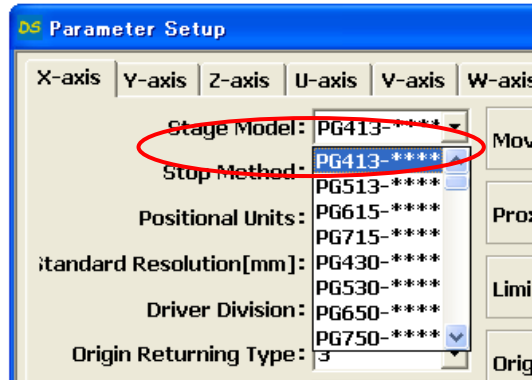 DS Parameter Setup
X-axis Y-axis Z-axis U-axis V-axis W-axis
Stage Model: PG413-****
Mov
PG413-****
Stop Method:
PG513-****
Positional Units: PG615-****
Pro
PG715-****
Standard Resolution[mm]: PG430-****
PG530-****
Limi
Driver Division: PG650-****
PG750-****
Origin Returning Type: 3
Orig